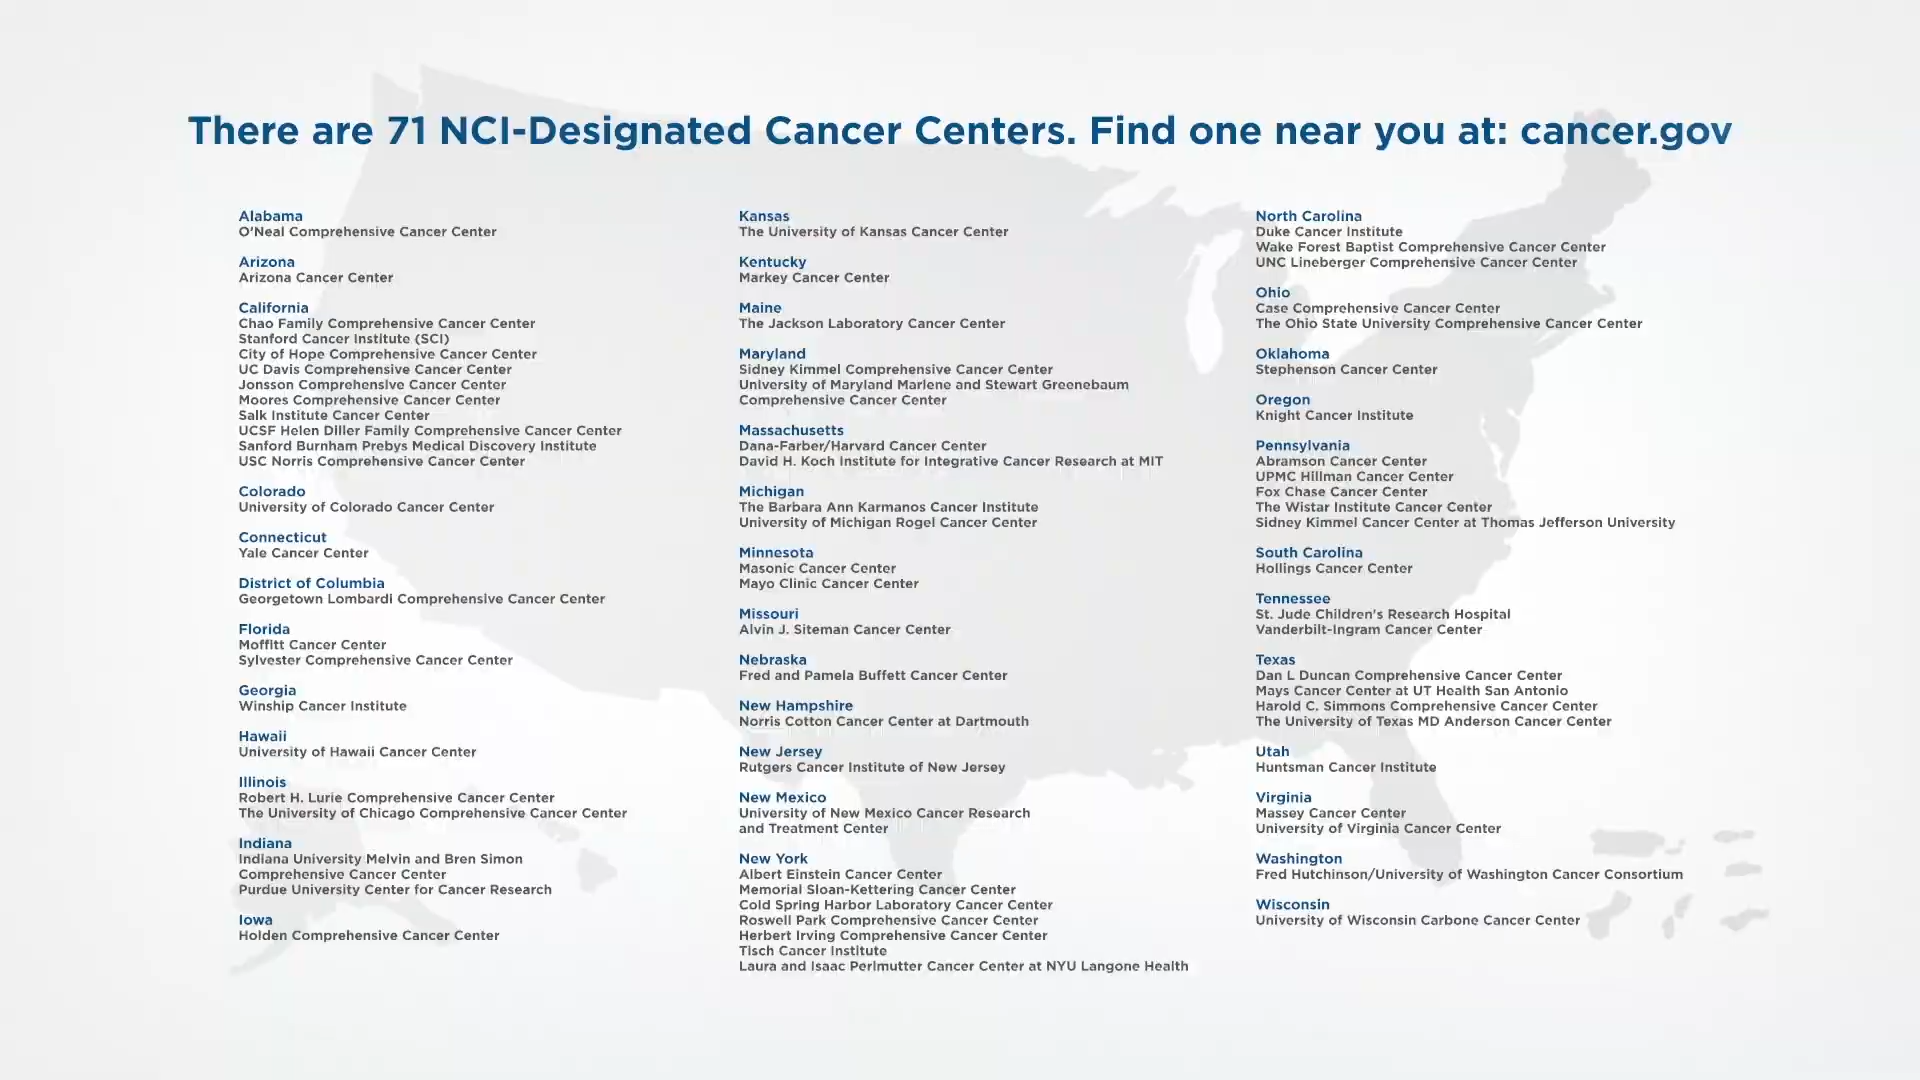 There are 71 NCI-Designated Cancer Centers. Find one near you at: cancer.gov
Alabama
O'Neal Comprehensive Cancer Center
Arizona
Arizona Cancer Center
California
Chao Family Comprehensive Cancer Center
Stanford Cancer Institute (SCI)
City of Hope Comprehensive Cancer Center
UC Davis Comprehensive Cancer Center
Jonsson Comprehensive Cancer Center
Moores Comprehensive Cancer Center
Salk Institute Cancer Center
UCSF Helen Diller Family Comprehensive Cancer Center
Sanford Burnham Prebys Medical Discovery Institute
USC Norris Comprehensive Cancer Center
Colorado
University of Colorado Cancer Center
Connecticut
Yale Cancer Center
District of Columbia
Georgetown Lombardi Comprehensive Cancer Center
Florida
Moffitt Cancer Center
Sylvester Comprehensive Cancer Center
Georgia
Winship Cancer Institute
Hawaii
University of Hawaii Cancer Center
Illinois
Robert H. Lurie Comprehensive Cancer Center
The University of Chicago Comprehensive Cancer Center
Indiana
Indiana University Melvin and Bren Simon
Comprehensive Cancer Center
Purdue University Center for Cancer Research
Iowa
Holden Comprehensive Cancer Center
Kansas
The University of Kansas Cancer Center
Kentucky
Markey Cancer Center
Maine
The Jackson Laboratory Cancer Center
Maryland
Sidney Kimmel Comprehensive Cancer Center
University of Maryland Marlene and Stewart Greenebaum
Comprehensive Cancer Center
Massachusetts
Dana-Farber/Harvard Cancer Center
David H. Koch Institute for Integrative Cancer Research at MIT
Michigan
The Barbara Ann Karmanos Cancer Institute
University of Michigan Rogel Cancer Center
Minnesota
Masonic Cancer Center
Mayo Clinic Cancer Center
Missouri
Alvin J. Siteman Cancer Center
Nebraska
Fred and Pamela Buffett Cancer Center
New Hampshire
Norris Cotton Cancer Center at Dartmouth
New Jersey
Rutgers Cancer Institute of New Jersey
New Mexico
University of New Mexico Cancer Research
and Treatment Center
New York
Albert Einstein Cancer Center
Memorial Sloan-Kettering Cancer Center
Cold Spring Harbor Laboratory Cancer Center
Roswell Park Comprehensive Cancer Center
Herbert Irving Comprehensive Cancer Center
Tisch Cancer Institute
Laura and Isaac Perlmutter Cancer Center at NYU Langone Health
North Carolina
Duke Cancer Institute
Wake Forest Baptist Comprehensive Cancer Center
UNC Lineberger Comprehensive Cancer Center
Ohio
Case Comprehensive Cancer Center
The Ohio State University Comprehensive Cancer Center
Oklahoma
Stephenson Cancer Center
Oregon
Knight Cancer Institute
Pennsylvania
Abramson Cancer Center
UPMC Hillman Cancer Center
Fox Chase Cancer Center
The Wistar Institute Cancer Center
Sidney Kimmel Cancer Center at Thomas Jefferson University
South Carolina
Hollings Cancer Center
Tennessee
St. Jude Children's Research Hospital
Vanderbilt-Ingram Cancer Center
Texas
Dan L Duncan Comprehensive Cancer Center
Mays Cancer Center at UT Health San Antonio
Harold C. Simmons Comprehensive Cancer Center
The University of Texas MD Anderson Cancer Center
Utah
Huntsman Cancer Institute
Virginia
Massey Cancer Center
University of Virginia Cancer Center
Washington
Fred Hutchinson/University of Washington Cancer Consortium
Wisconsin
University of Wisconsin Carbone Cancer Center